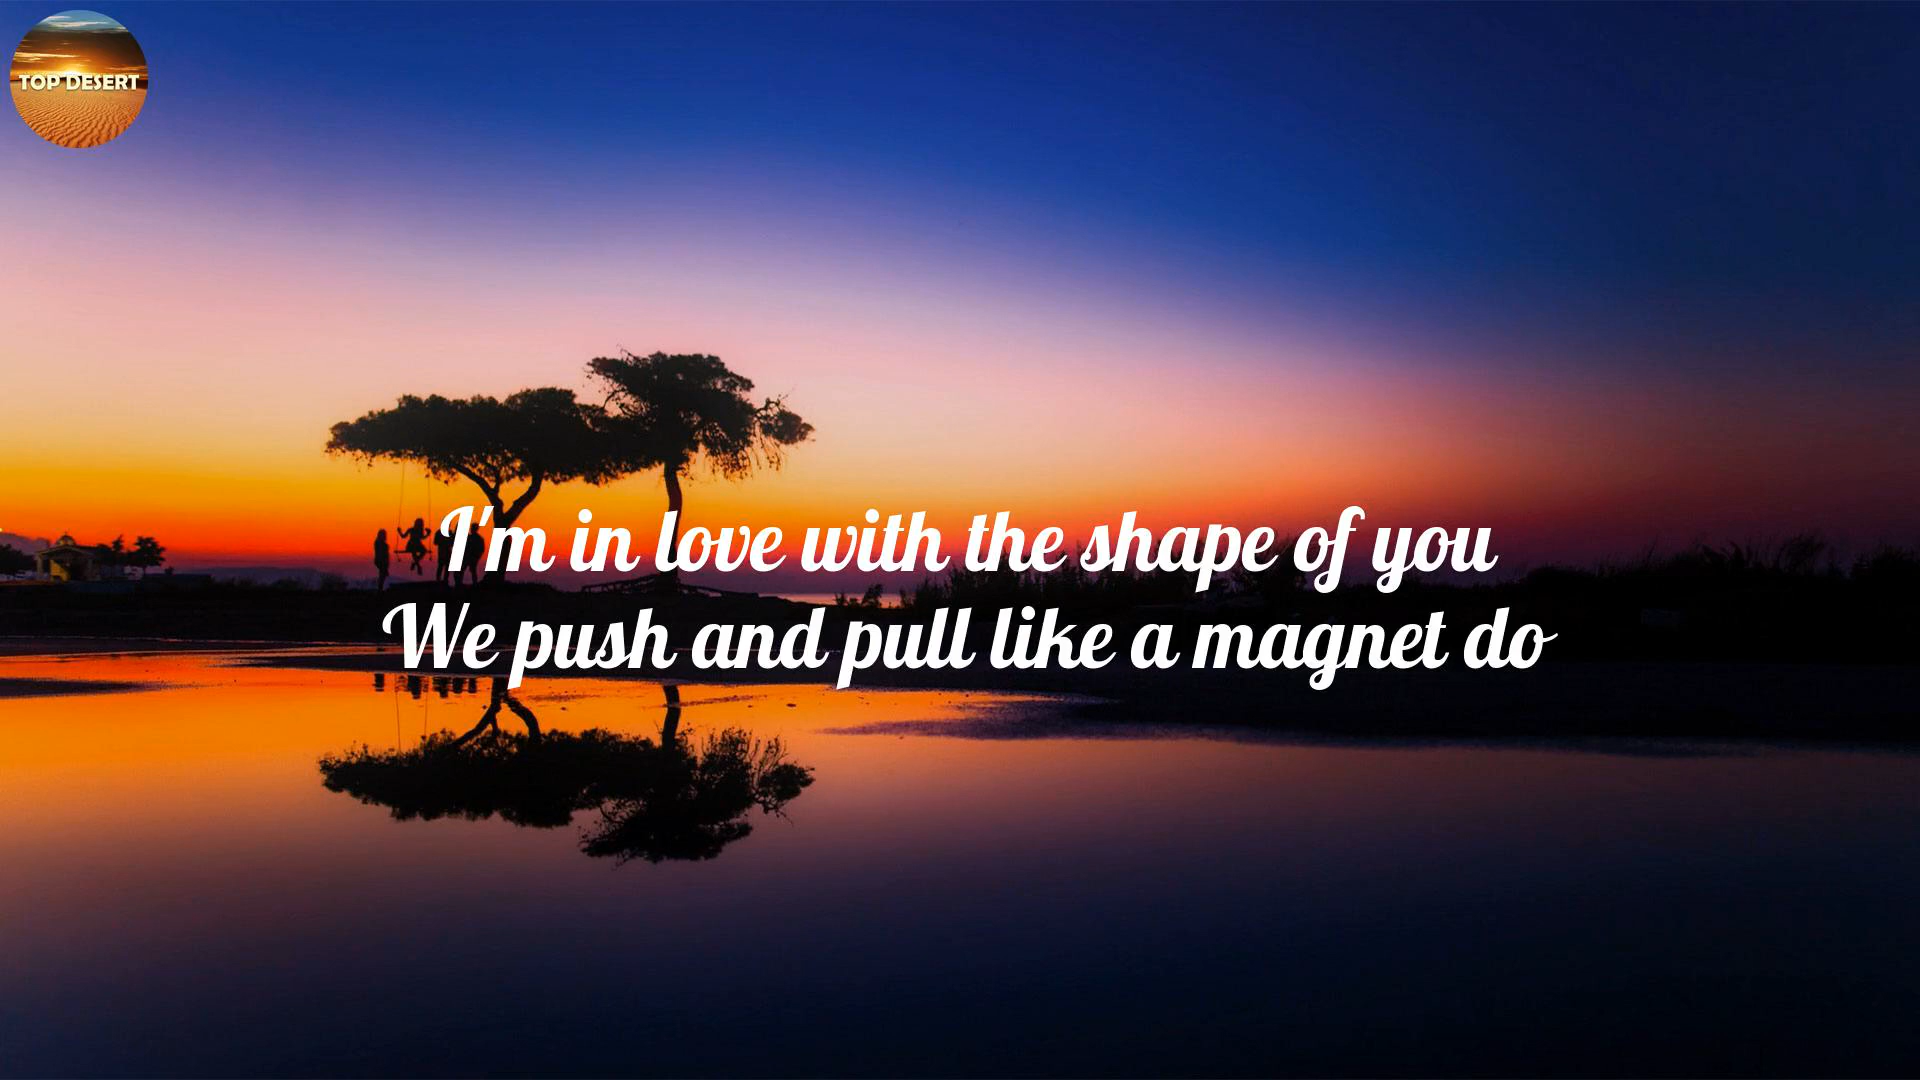 TOP DESERT
I'm in love with the shape of you
We push and pull like a magnet do